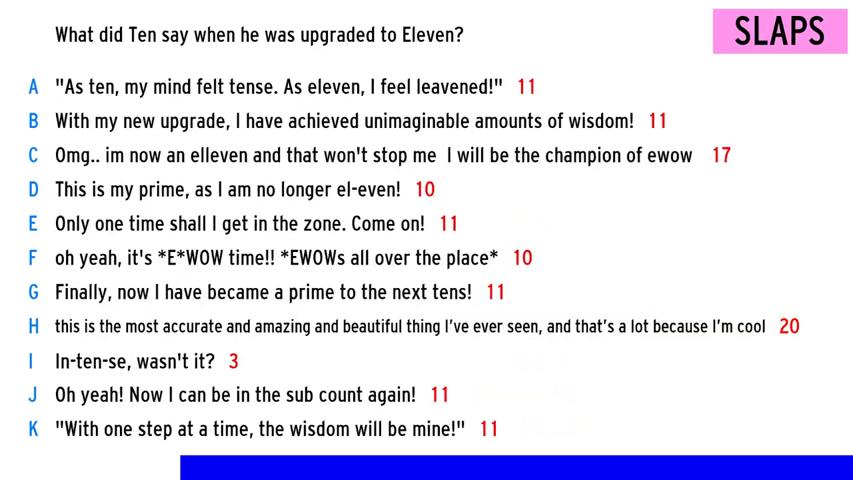 What did Ten say when he was upgraded to Eleven?
SLAPS
A "As ten, my mind felt tense. As eleven, I feel leavened!" 11
B With my new upgrade, I have achieved unimaginable amounts of wisdom! 11
C Omg.. im now an elleven and that won't stop me I will be the champion of ewow 17
D This is my prime, as I am no longer el-even! 10
E Only one time shall I get in the zone. Come on! 11
F oh yeah, it's *E*WOW time!! *EWOWs all over the place* 10
G Finally, now I have became a prime to the next tens! 11
H this is the most accurate and amazing and beautiful thing I've ever seen, and that's a lot because I'm cool 20
I In-ten-se, wasn't it? 3
J Oh yeah! Now I can be in the sub count again! 11
K "With one step at a time, the wisdom will be mine!" 11